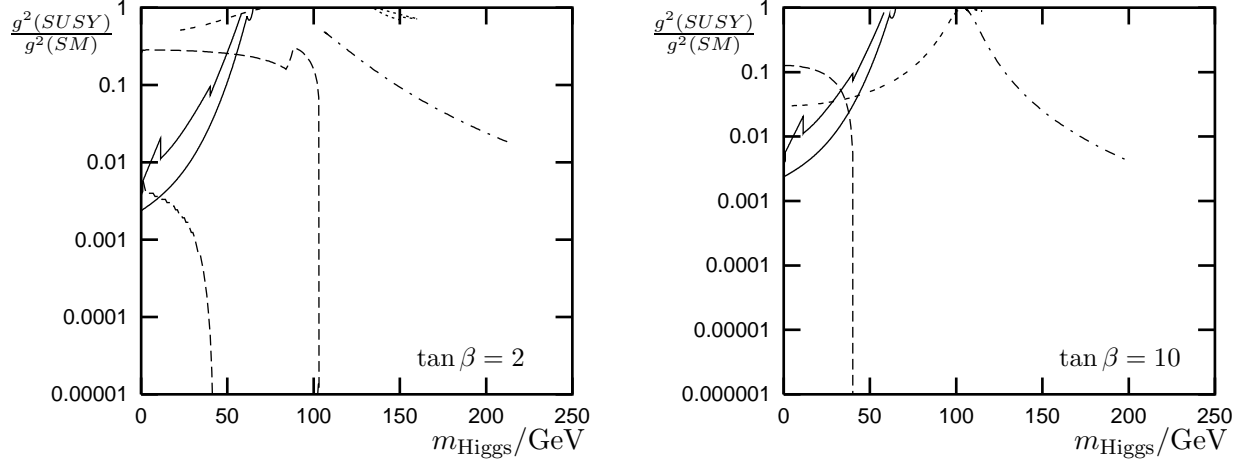 g²(SUSY)
g²(SM)
1
0.1
0.01
0.001
0.0001
0.00001
0 50 100 150 200 250
m_Higgs/GeV
tan β = 2
g²(SUSY)
g²(SM)
1
0.1
0.01
0.001
0.0001
0.00001
0.000001
0 50 100 150 200 250
m_Higgs/GeV
tan β = 10